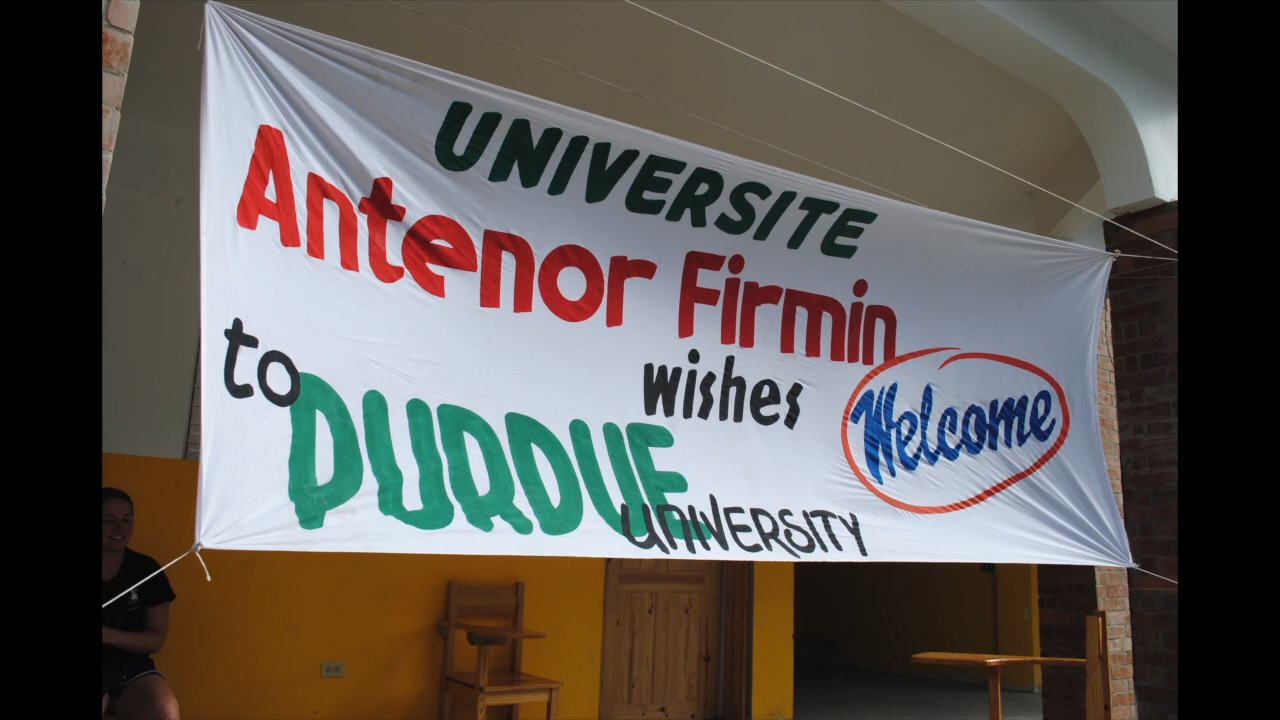 UNIVERSITE
Antenor Firmin
wishes Welcome
to PURDUE
UNIVERSITY